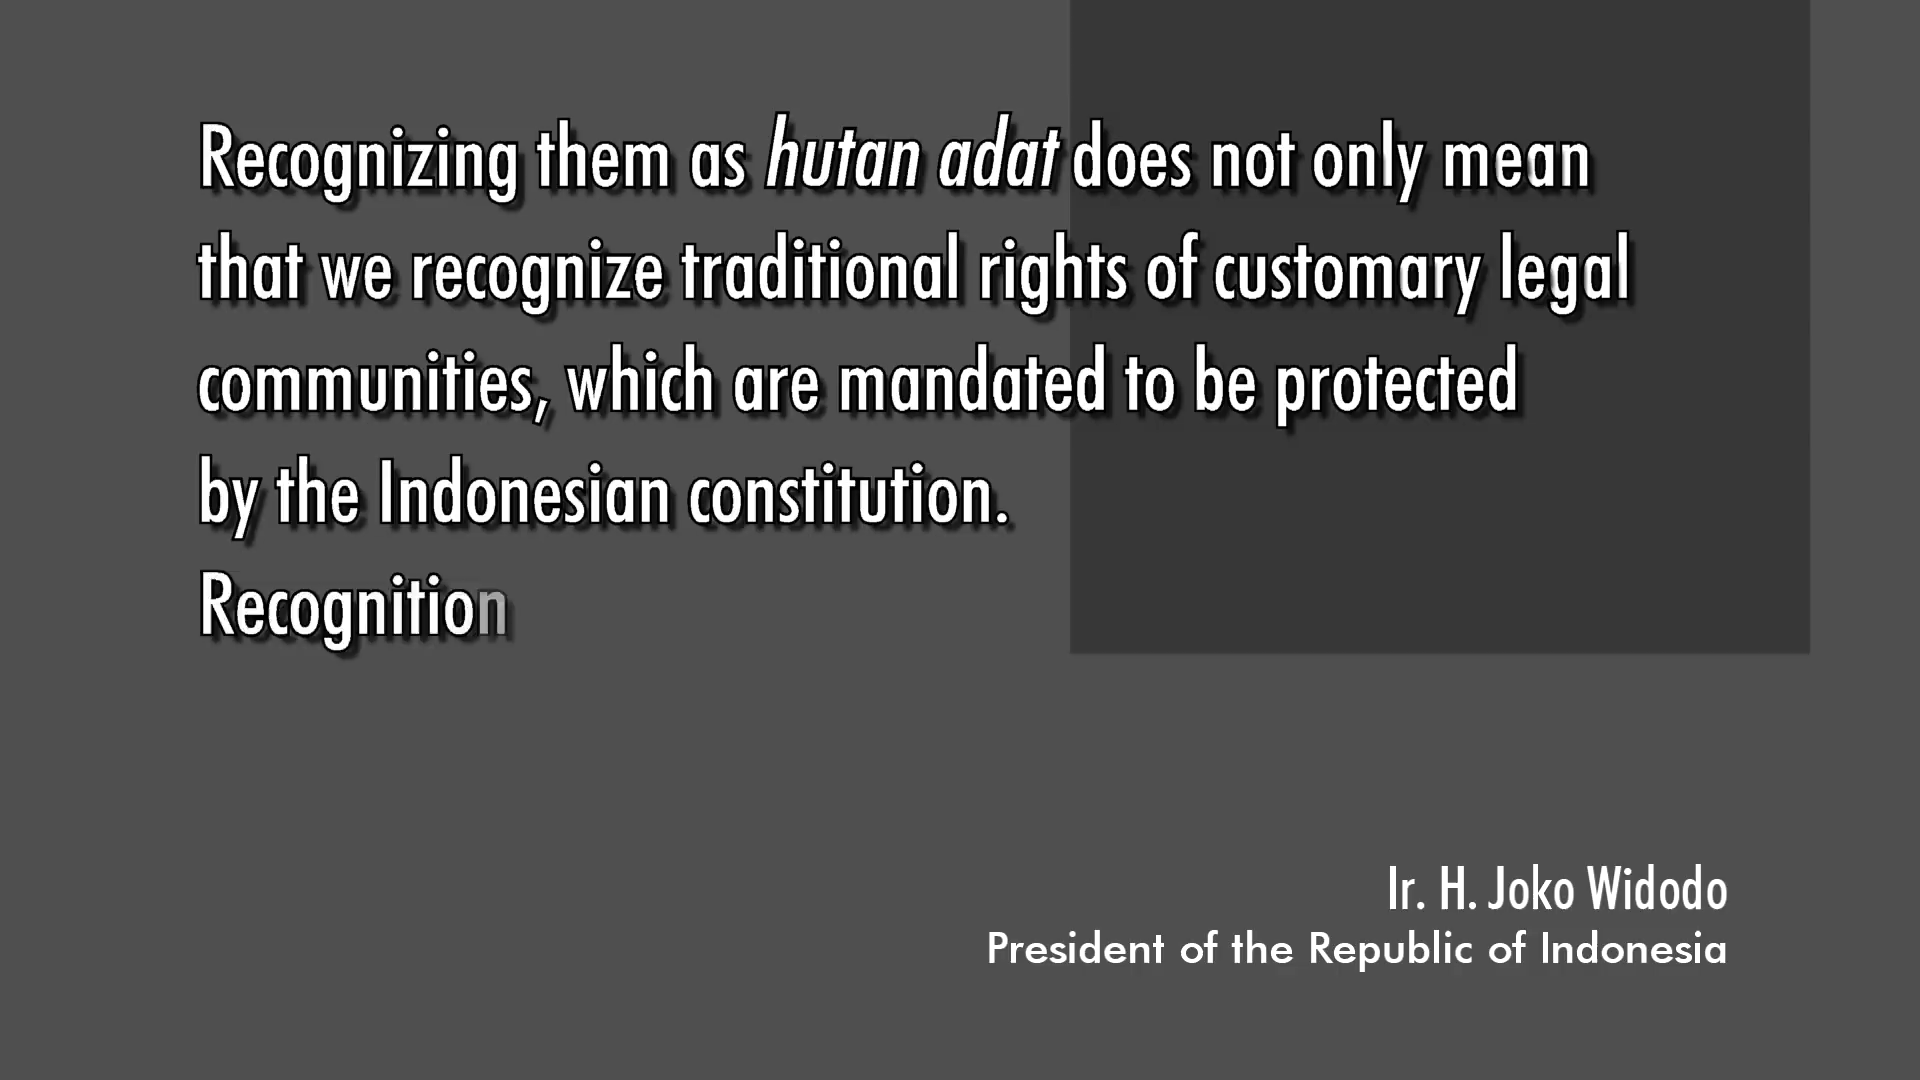 Recognizing them as hutan adat does not only mean
that we recognize traditional rights of customary legal
communities, which are mandated to be protected
by the Indonesian constitution.
Recognition
Ir. H. Joko Widodo
President of the Republic of Indonesia